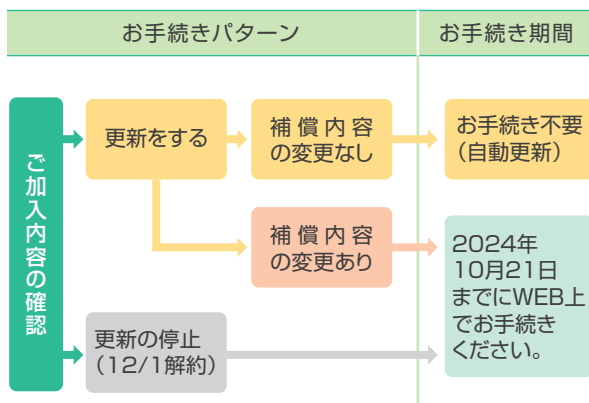 お手続きパターン
お手続き期間
ご加入内容の確認
更新をする
補償内容
の変更なし
お手続き不要
（自動更新）
補償内容
の変更あり
2024年
10月21日
までにWEB上
でお手続き
ください。
更新の停止
（12/1解約）